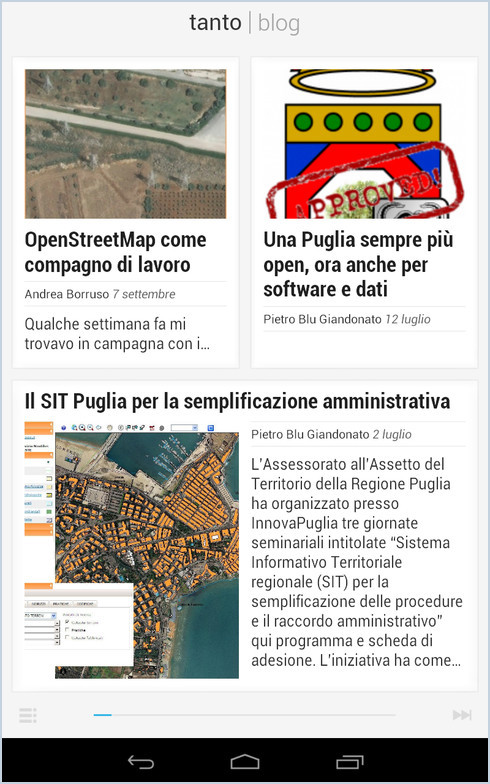 tanto | blog
OpenStreetMap come
compagno di lavoro
Andrea Borruso 7 settembre
Qualche settimana fa mi
trovavo in campagna con i...
APPROVED!
Una Puglia sempre più
open, ora anche per
software e dati
Pietro Blu Giandonato 12 luglio
Il SIT Puglia per la semplificazione amministrativa
Pietro Blu Giandonato 2 luglio
L'Assessorato all'Assetto del
Territorio della Regione Puglia
ha organizzato presso
InnovaPuglia tre giornate
seminariali intitolate “Sistema
Informativo Territoriale
regionale (SIT) per la
semplificazione delle procedure
e il raccordo amministrativo”
qui programma e scheda di
adesione. L'iniziativa ha come...